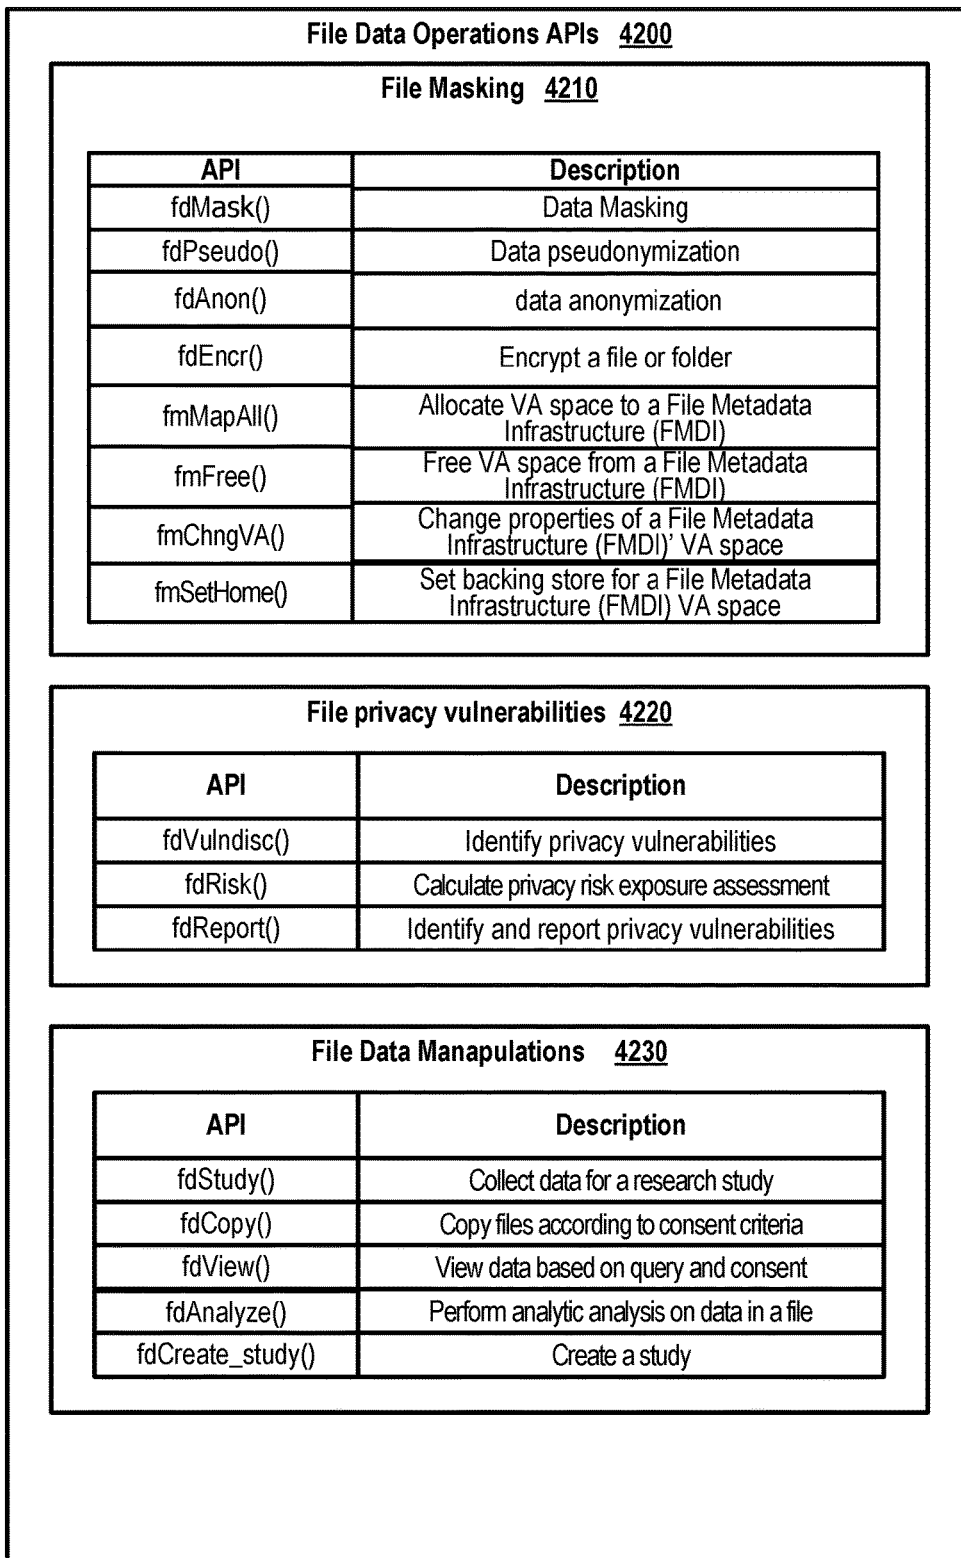 File Data Operations APIs 4200
File Masking 4210
API Description
fdMask() Data Masking
fdPseudo() Data pseudonymization
fdAnon() data anonymization
fdEncr() Encrypt a file or folder
fmMapAll() Allocate VA space to a File Metadata
Infrastructure (FMDI)
fmFree() Free VA space from a File Metadata
Infrastructure (FMDI)
fmChngVA() Change properties of a File Metadata
Infrastructure (FMDI)' VA space
fmSetHome() Set backing store for a File Metadata
Infrastructure (FMDI) VA space
File privacy vulnerabilities 4220
API Description
fdVulndisc() Identify privacy vulnerabilities
fdRisk() Calculate privacy risk exposure assessment
fdReport() Identify and report privacy vulnerabilities
File Data Manapulations 4230
API Description
fdStudy() Collect data for a research study
fdCopy() Copy files according to consent criteria
fdView() View data based on query and consent
fdAnalyze() Perform analytic analysis on data in a file
fdCreate_study() Create a study